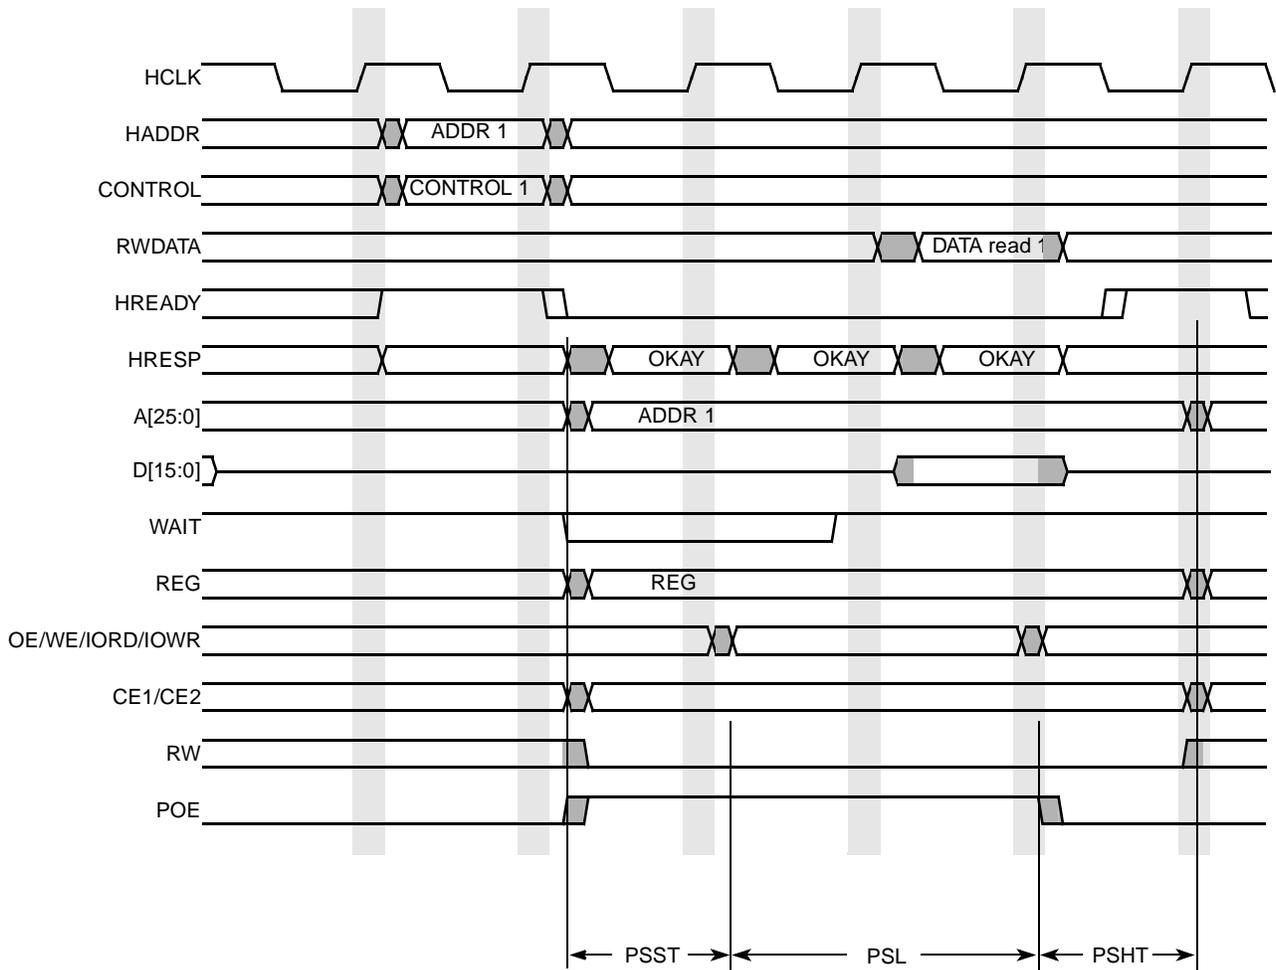 HCLK
HADDR ADDR 1
CONTROL CONTROL 1
RWDATA DATA read 1
HREADY
HRESP OKAY OKAY OKAY
A[25:0] ADDR 1
D[15:0]
WAIT
REG REG
OE/WE/IORD/IOWR
CE1/CE2
RW
POE
PSST PSL PSHT